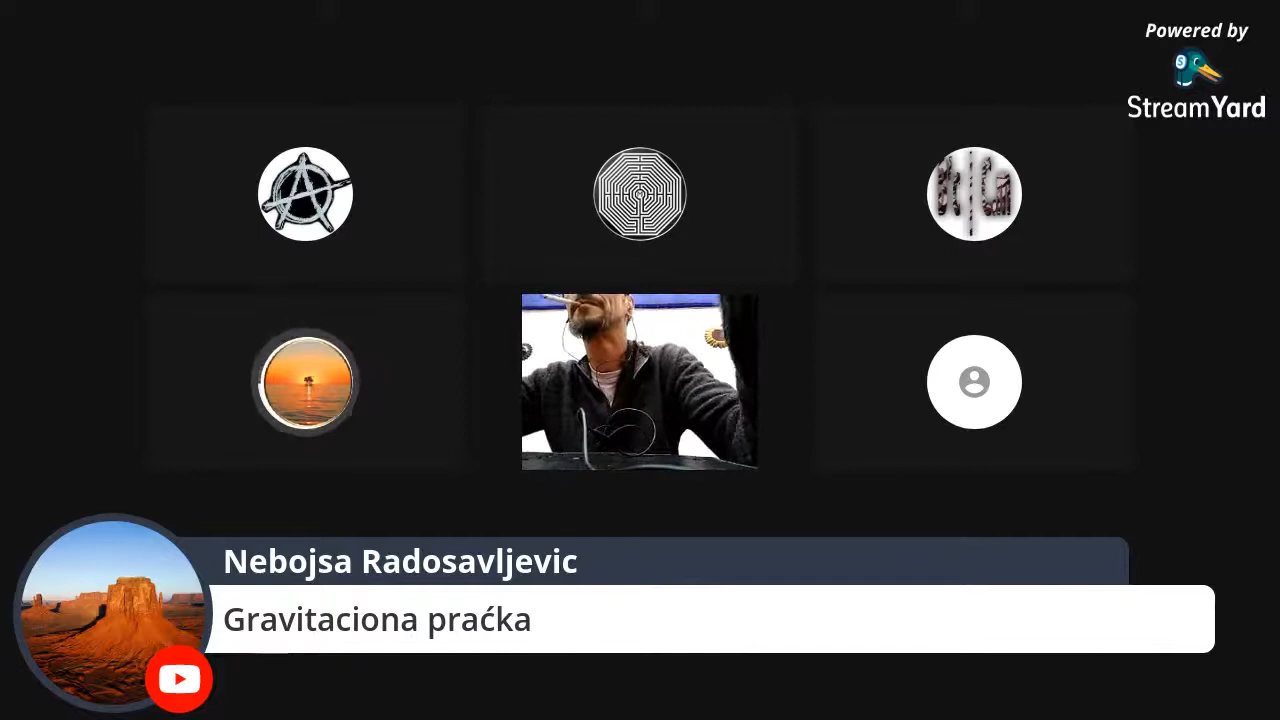 Powered by
StreamYard
Nebojsa Radosavljevic
Gravitaciona praćka